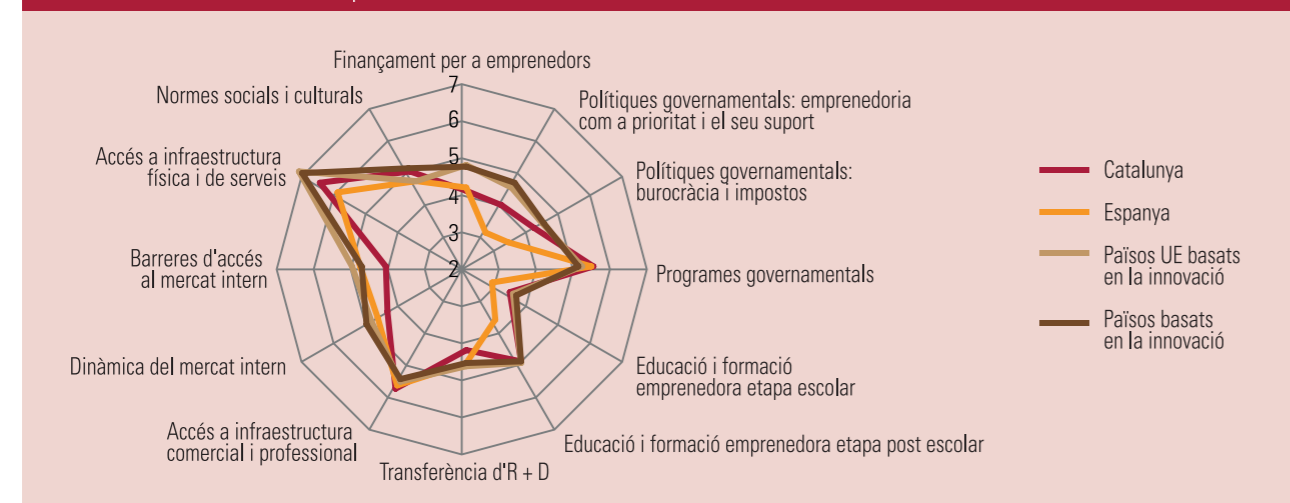 Finançament per a emprenedors
Normes socials i culturals
Polítiques governamentals: emprenedoria
com a prioritat i el seu suport
Accés a infraestructura
física i de serveis
Polítiques governamentals:
burocràcia i impostos
Barreres d'accés
al mercat intern
Programes governamentals
Dinàmica del mercat intern
Educació i formació
emprenedora etapa escolar
Accés a infraestructura
comercial i professional
Educació i formació emprenedora etapa post escolar
Transferència d'R + D
7
6
5
4
3
2
Catalunya
Espanya
Països UE basats
en la innovació
Països basats
en la innovació